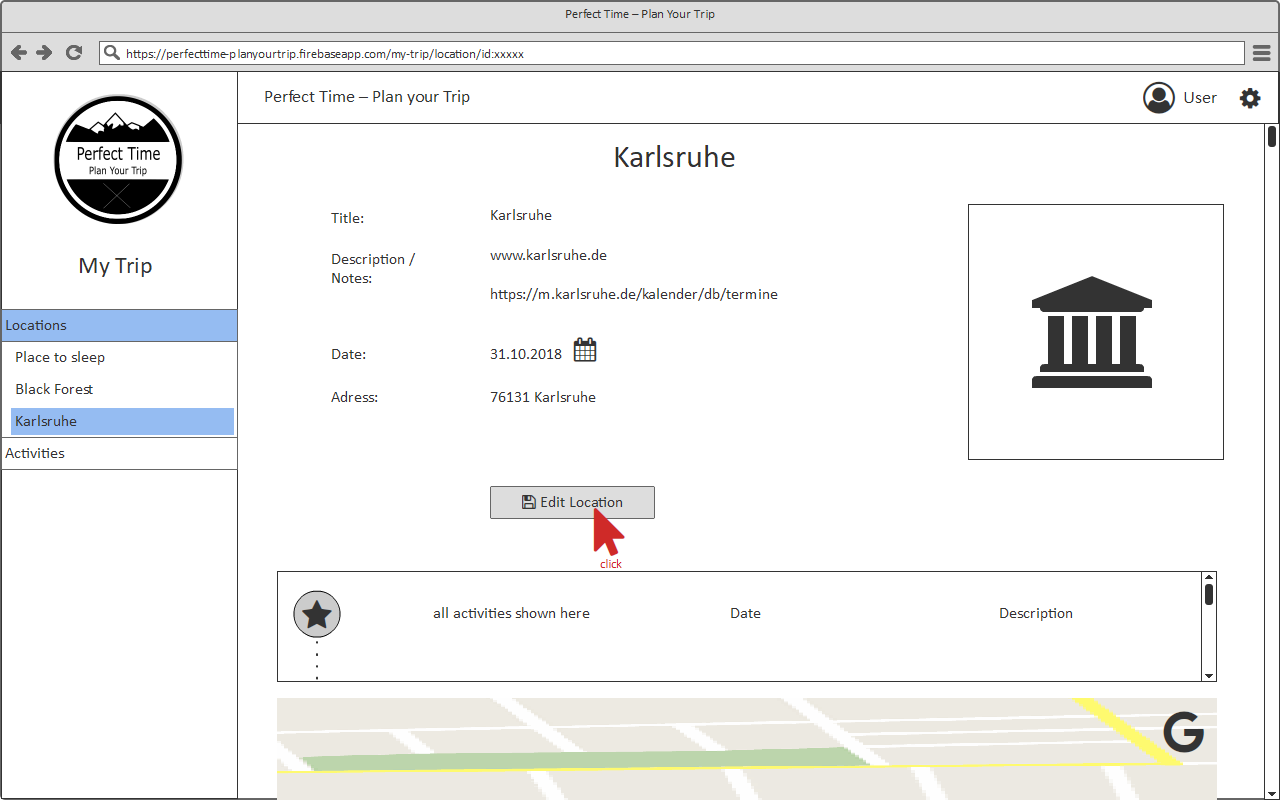 Perfect Time – Plan Your Trip
https://perfecttime-planyourtrip.firebaseapp.com/my-trip/location/id:xxxxx
Perfect Time – Plan your Trip
User
Perfect Time
Plan Your Trip
My Trip
Locations
Place to sleep
Black Forest
Karlsruhe
Activities
Karlsruhe
Title:
Karlsruhe
Description /
Notes:
www.karlsruhe.de
https://m.karlsruhe.de/kalender/db/termine
Date:
31.10.2018
Adress:
76131 Karlsruhe
Edit Location
click
all activities shown here
Date
Description
G